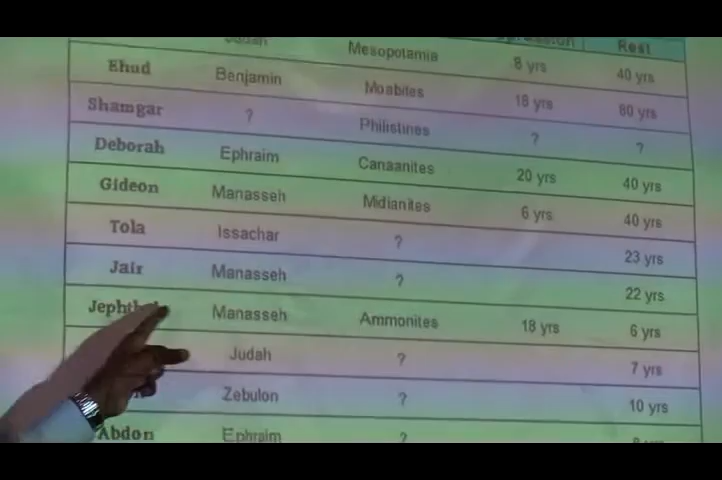 Rest
Judah Mesopotamia 8 yrs 40 yrs
Ehud Benjamin Moabites 18 yrs 80 yrs
Shamgar ? Philistines ? ?
Deborah Ephraim Canaanites 20 yrs 40 yrs
Gideon Manasseh Midianites 6 yrs 40 yrs
Tola Issachar ? 23 yrs
Jair Manasseh ? 22 yrs
Manasseh Ammonites 18 yrs 6 yrs
Judah ? 7 yrs
Zebulon ? 10 yrs
Abdon Ephraim ?